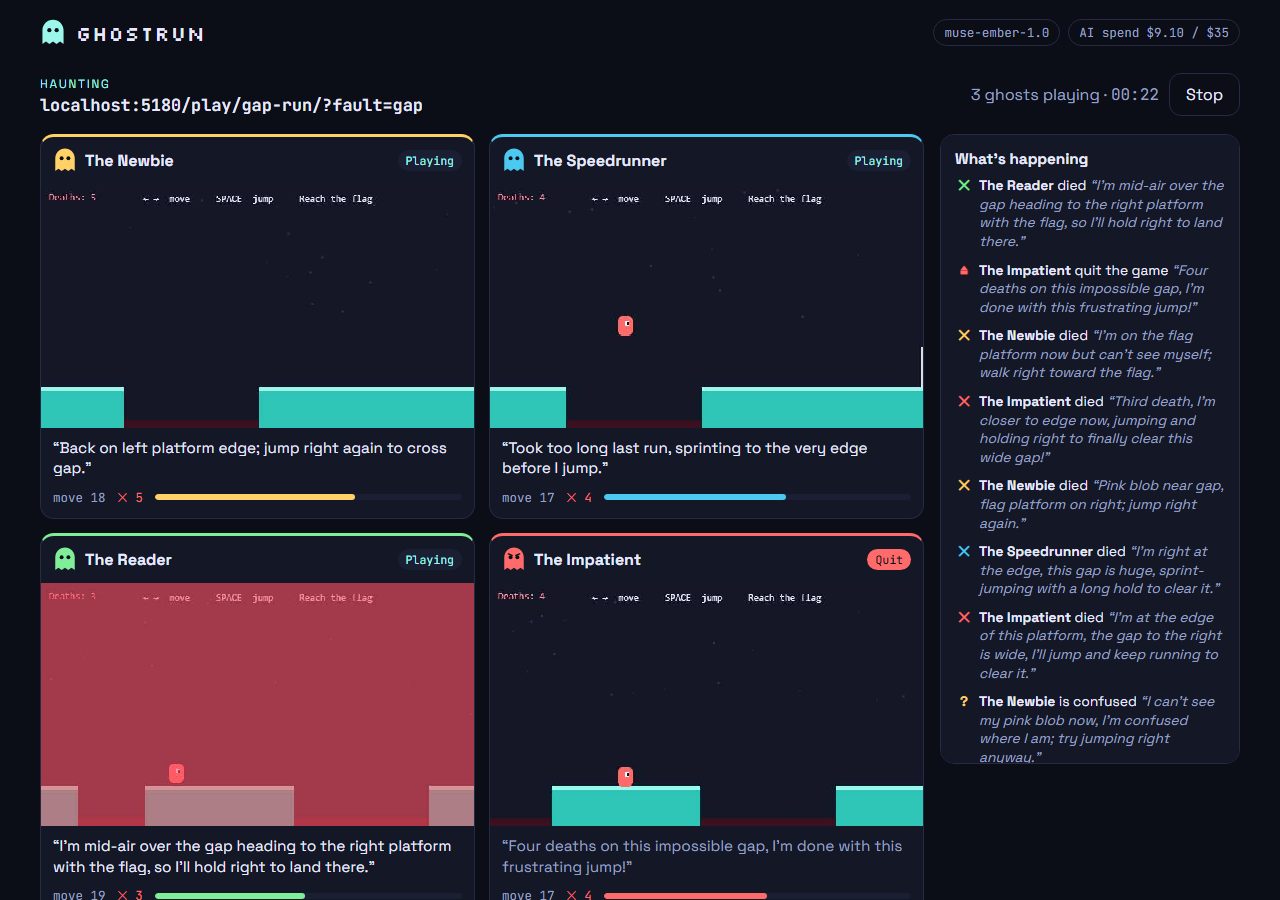 GHOSTRUN
muse-ember-1.0
AI spend $9.10 / $35
HAUNTING
localhost:5180/play/gap-run/?fault=gap
3 ghosts playing · 00:22
Stop
The Newbie
Playing
Deaths: 5
← → move SPACE jump Reach the flag
“Back on left platform edge; jump right again to cross
gap.”
move 18 ✕ 5
The Speedrunner
Playing
Deaths: 4
← → move SPACE jump Reach the flag
“Took too long last run, sprinting to the very edge
before I jump.”
move 17 ✕ 4
The Reader
Playing
Deaths: 3
← → move SPACE jump Reach the flag
“I’m mid-air over the gap heading to the right platform
with the flag, so I’ll hold right to land there.”
move 19 ✕ 3
The Impatient
Quit
Deaths: 4
← → move SPACE jump Reach the flag
“Four deaths on this impossible gap, I’m done with this
frustrating jump!”
move 17 ✕ 4
What’s happening
✕ The Reader died “I’m mid-air over the
gap heading to the right platform
with the flag, so I’ll hold right to land
there.”
The Impatient quit the game “Four
deaths on this impossible gap, I’m
done with this frustrating jump!”
✕ The Newbie died “I’m on the flag
platform now but can’t see myself;
walk right toward the flag.”
✕ The Impatient died “Third death, I’m
closer to edge now, jumping and
holding right to finally clear this
wide gap!”
✕ The Newbie died “Pink blob near gap,
flag platform on right; jump right
again.”
✕ The Speedrunner died “I’m right at
the edge, this gap is huge, sprint-
jumping with a long hold to clear it.”
✕ The Impatient died “I’m at the edge
of this platform, the gap to the right
is wide, I’ll jump and keep running to
clear it.”
? The Newbie is confused “I can’t see
my pink blob now, I’m confused
where I am; try jumping right
anyway.”